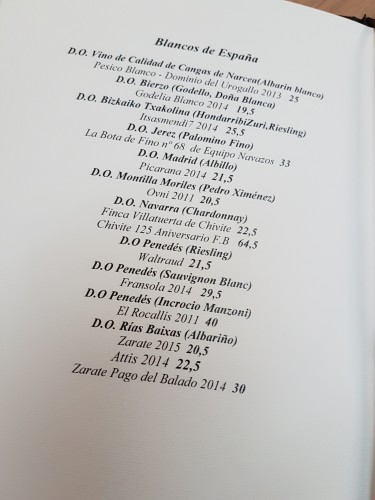 Blancos de España
D.O. Vino de Calidad de Cangas de Narcea(Albarin blanco)
Pesico Blanco - Dominio del Urogallo 2013 25
D.O. Bierzo (Godello, Doña Blanca)
Godelia Blanco 2014 19,5
D.O. Bizkaiko Txakolina (HondarribiZuri,Riesling)
Itsasmendi7 2014 25,5
D.O. Jerez (Palomino Fino)
La Bota de Fino nº 68 de Equipo Navazos 33
D.O. Madrid (Albillo)
Picarana 2014 21,5
D.O. Montilla Moriles (Pedro Ximénez)
Ovni 2011 20,5
D.O. Navarra (Chardonnay)
Finca Villatuerta de Chivite 22,5
Chivite 125 Aniversario F.B 64,5
D.O Penedés (Riesling)
Waltraud 21,5
D.O Penedés (Sauvignon Blanc)
Fransola 2014 29,5
D.O Penedés (Incrocio Manzoni)
El Rocallis 2011 40
D.O. Rías Baixas (Albariño)
Zarate 2015 20,5
Attis 2014 22,5
Zarate Pago del Balado 2014 30